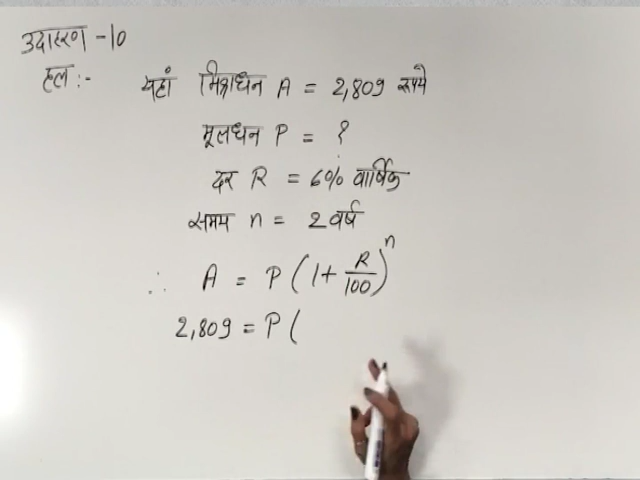 उदाहरण -10
हल :- यहां मिश्रधन A = 2,809 रूपये
मूलधन P = ?
दर R = 6% वार्षिक
समय n = 2 वर्ष
∴ A = P (1 + R/100)^n
2,809 = P (